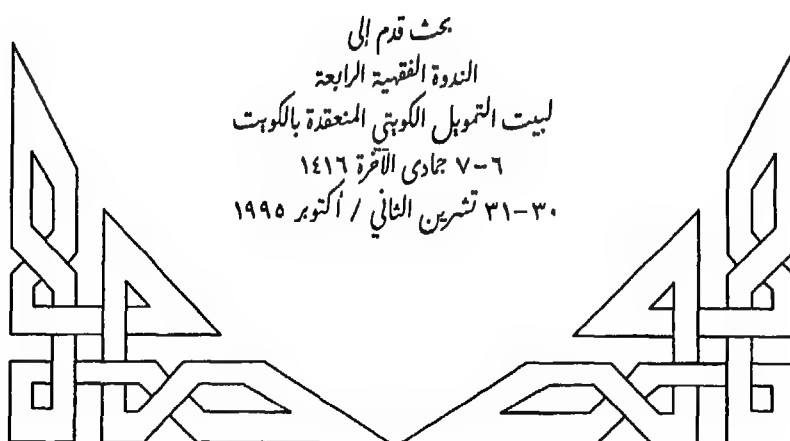 بحث قدم إلى
الندوة الفقهية الرابعة
لبيت التمويل الكويتي المنعقدة بالكويت
٦-٧ جمادى الآخرة ١٤١٦
٣٠-٣١ تشرين الثاني / أكتوبر ١٩٩٥